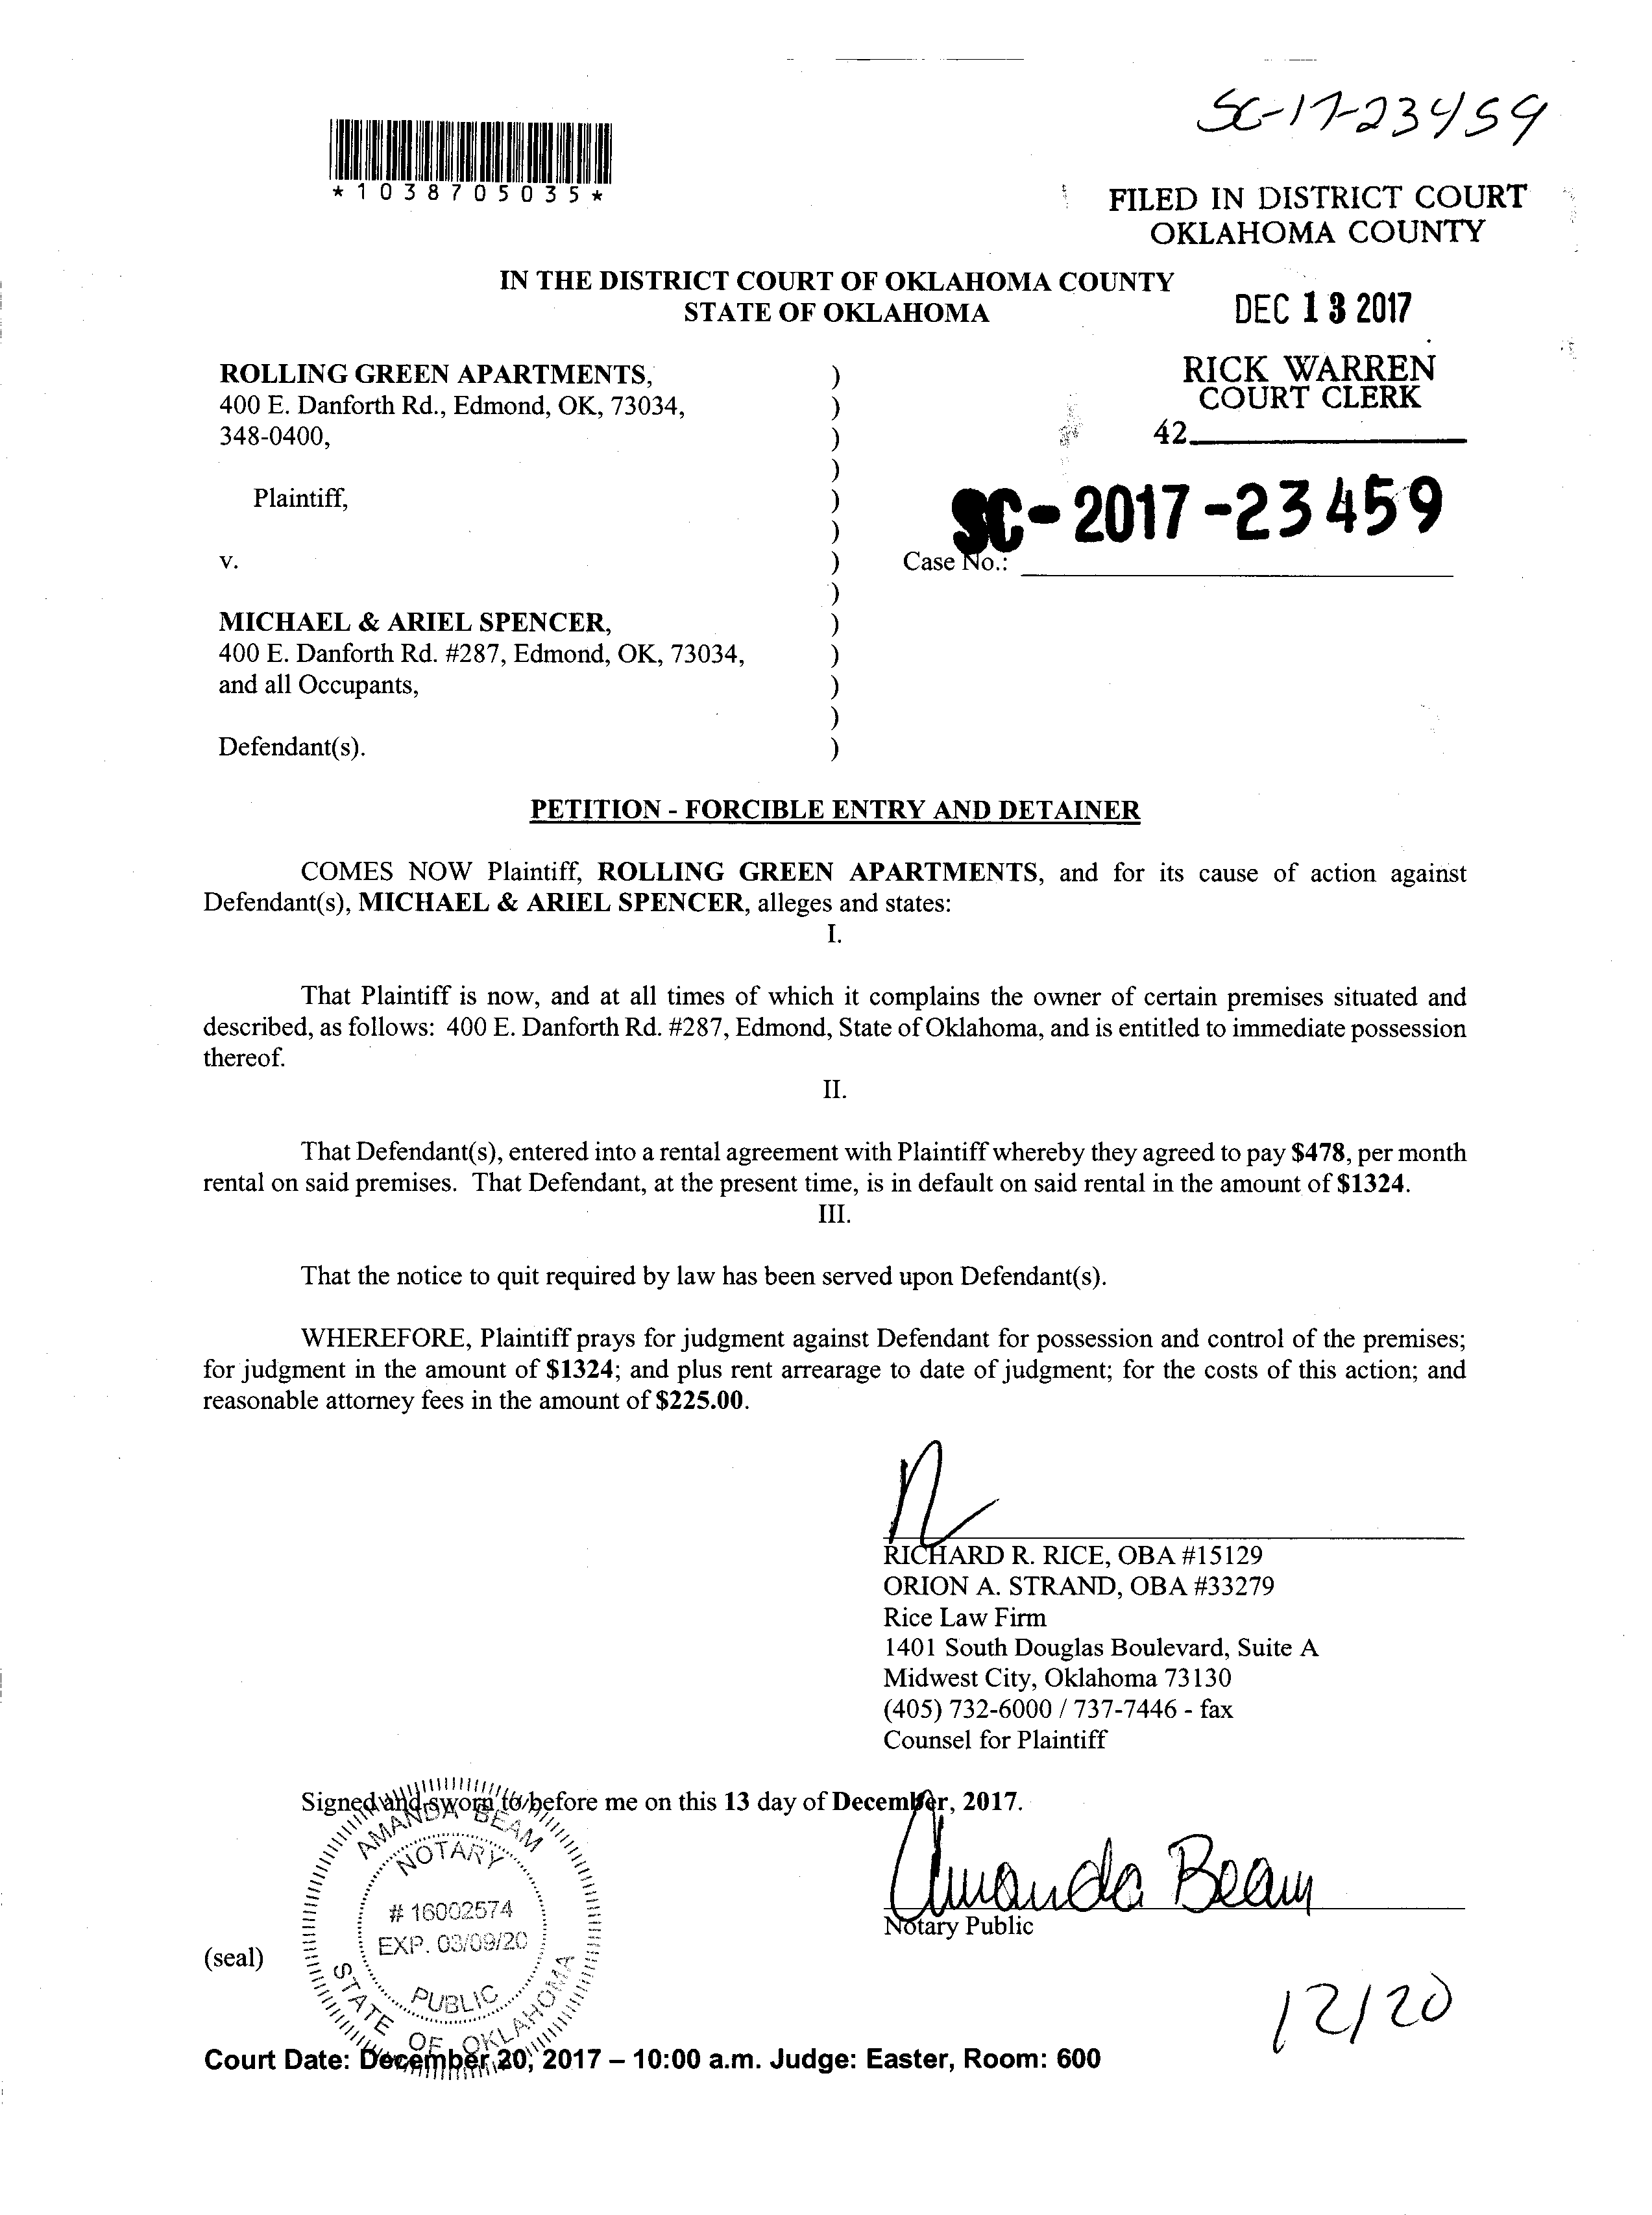 SC-17-23459
*1038705035*
FILED IN DISTRICT COURT
OKLAHOMA COUNTY
IN THE DISTRICT COURT OF OKLAHOMA COUNTY
STATE OF OKLAHOMA
DEC 13 2017
RICK WARREN
COURT CLERK
42
ROLLING GREEN APARTMENTS, )
400 E. Danforth Rd., Edmond, OK, 73034, )
348-0400, )
)
Plaintiff, )
)
SC-2017-23459
v. ) Case No.:
)
MICHAEL & ARIEL SPENCER, )
400 E. Danforth Rd. #287, Edmond, OK, 73034, )
and all Occupants, )
)
Defendant(s). )
PETITION - FORCIBLE ENTRY AND DETAINER
COMES NOW Plaintiff, ROLLING GREEN APARTMENTS, and for its cause of action against
Defendant(s), MICHAEL & ARIEL SPENCER, alleges and states:
I.
That Plaintiff is now, and at all times of which it complains the owner of certain premises situated and
described, as follows: 400 E. Danforth Rd. #287, Edmond, State of Oklahoma, and is entitled to immediate possession
thereof.
II.
That Defendant(s), entered into a rental agreement with Plaintiff whereby they agreed to pay $478, per month
rental on said premises. That Defendant, at the present time, is in default on said rental in the amount of $1324.
III.
That the notice to quit required by law has been served upon Defendant(s).
WHEREFORE, Plaintiff prays for judgment against Defendant for possession and control of the premises;
for judgment in the amount of $1324; and plus rent arrearage to date of judgment; for the costs of this action; and
reasonable attorney fees in the amount of $225.00.
RICHARD R. RICE, OBA #15129
ORION A. STRAND, OBA #33279
Rice Law Firm
1401 South Douglas Boulevard, Suite A
Midwest City, Oklahoma 73130
(405) 732-6000 / 737-7446 - fax
Counsel for Plaintiff
Signed and sworn to before me on this 13 day of December, 2017.
AMANDA BEAM
NOTARY
# 16002574
EXP. 03/09/20
PUBLIC
STATE OF OKLAHOMA
Amanda Beam
Notary Public
(seal)
12/20
Court Date: December 20, 2017 – 10:00 a.m. Judge: Easter, Room: 600